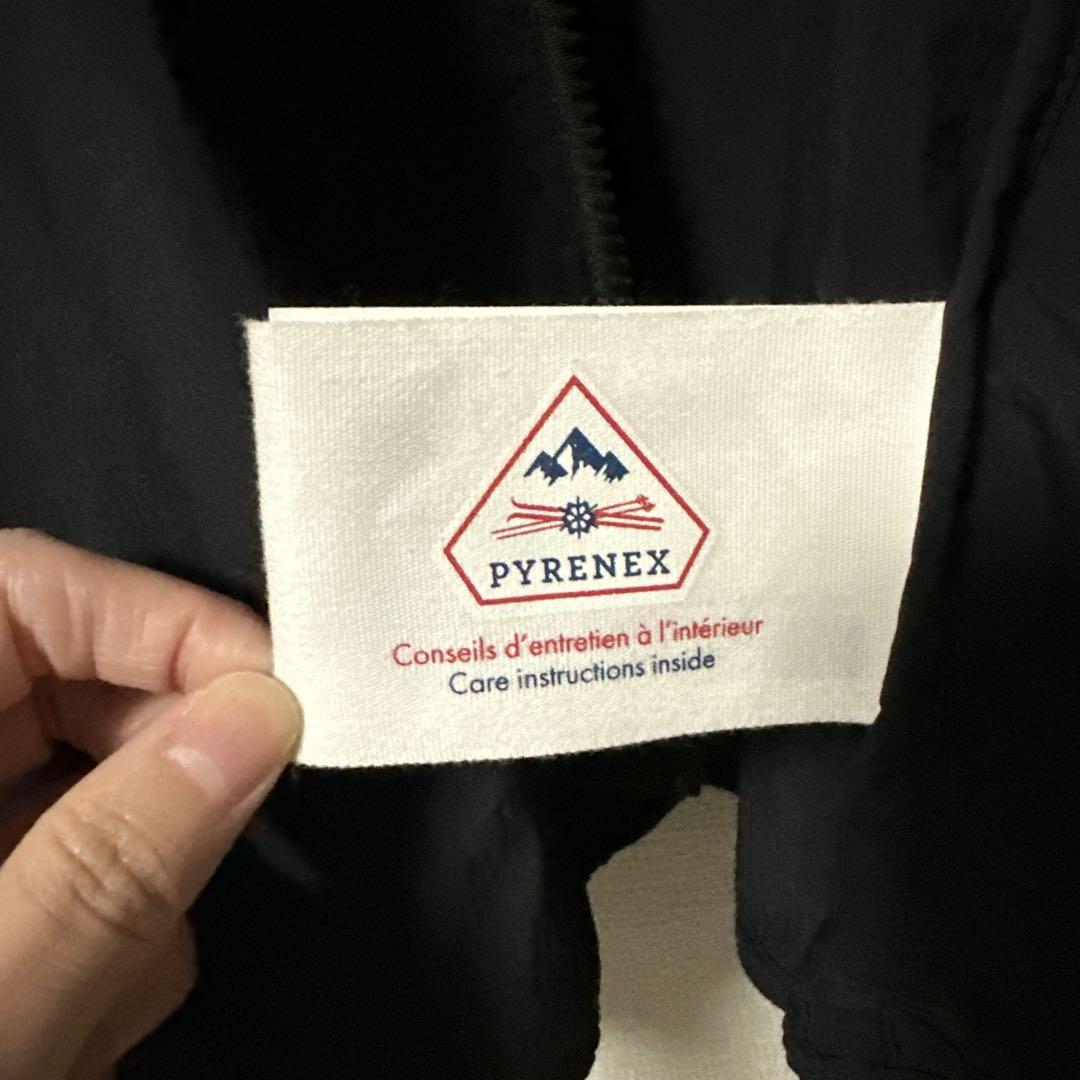 PYRENEX
Conseils d'entretien à l'intérieur
Care instructions inside